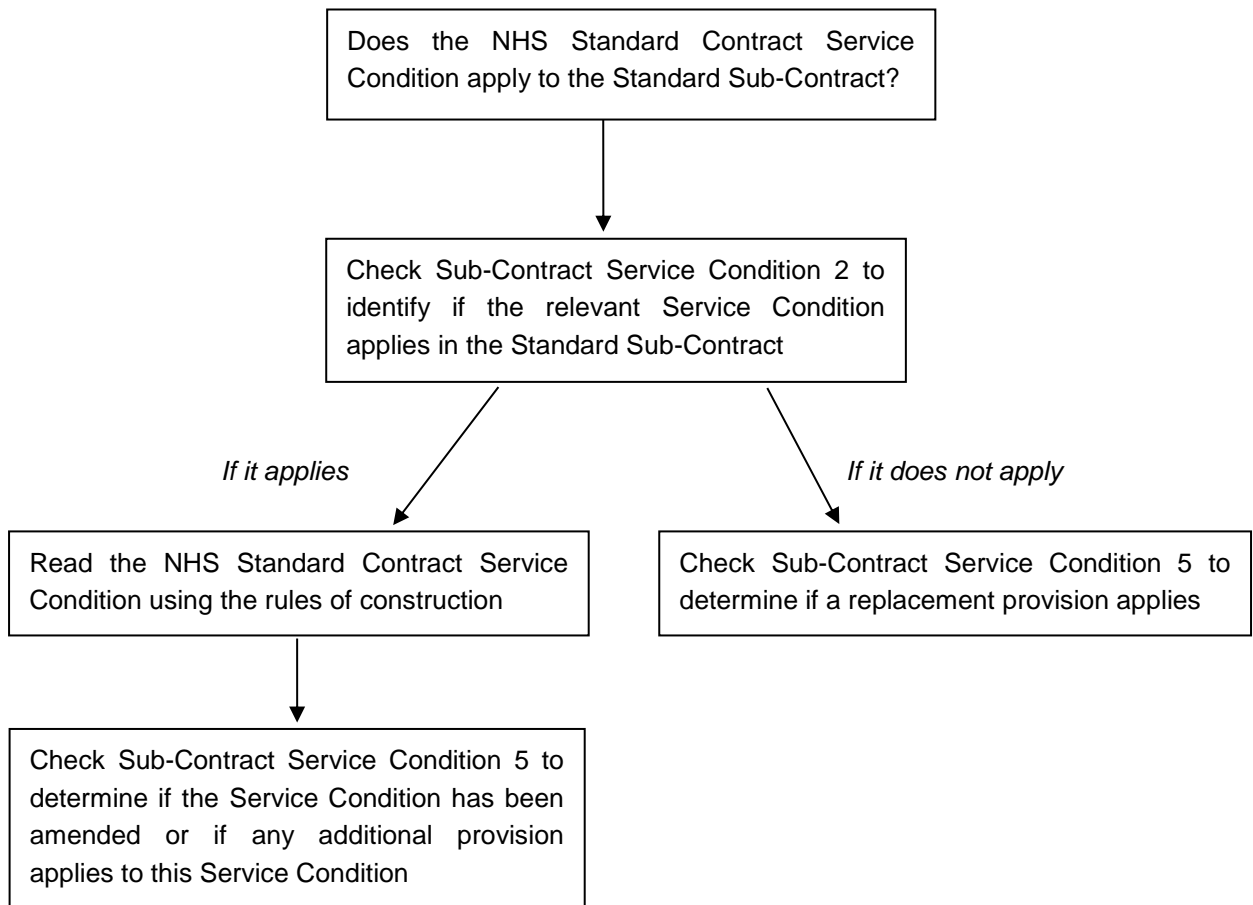 Does the NHS Standard Contract Service
Condition apply to the Standard Sub-Contract?
Check Sub-Contract Service Condition 2 to
identify if the relevant Service Condition
applies in the Standard Sub-Contract
If it applies
If it does not apply
Read the NHS Standard Contract Service
Condition using the rules of construction
Check Sub-Contract Service Condition 5 to
determine if a replacement provision applies
Check Sub-Contract Service Condition 5 to
determine if the Service Condition has been
amended or if any additional provision
applies to this Service Condition